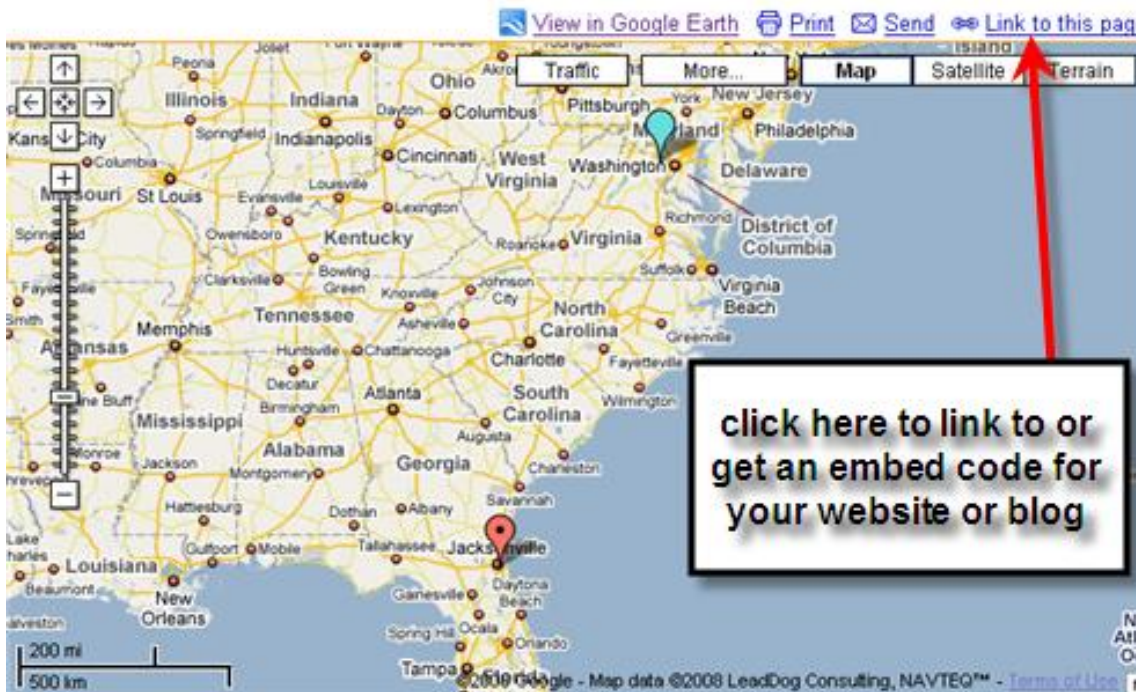 View in Google Earth Print Send Link to this pag
Traffic More... Map Satellite Terrain
Island
Joliet
Peoria
Ohio
Pittsburgh York New Jersey
Illinois Indiana Dayton Columbus
Philadelphia
Springfield Indianapolis
Columbia Cincinnati West Virginia Washington Delaware
St Louis Evansville Louisville
Lexington
Richmond District of Columbia
Owensboro Kentucky Roanoke Virginia
Clarksville Bowling Green Johnson City Suffolk Virginia Beach
Knoxville
Tennessee Asheville North Carolina Greenville
Memphis
Huntsville Chattanooga Charlotte Fayetteville
Decatur
Atlanta South Carolina Wilmington
Birmingham
Mississippi Augusta
Alabama
Monroe Jackson Montgomery Georgia Charleston
Savannah
Hattiesburg Dothan Albany
Lake
Gulfport Mobile Tallahassee
Louisiana
Beaumont New Orleans Gainesville Daytona Beach
Spring Hill Ocala Orlando
Tampa Florida
click here to link to or
get an embed code for
your website or blog
200 mi
500 km
Google - Map data ©2008 LeadDog Consulting, NAVTEQ™ - Terms of Use